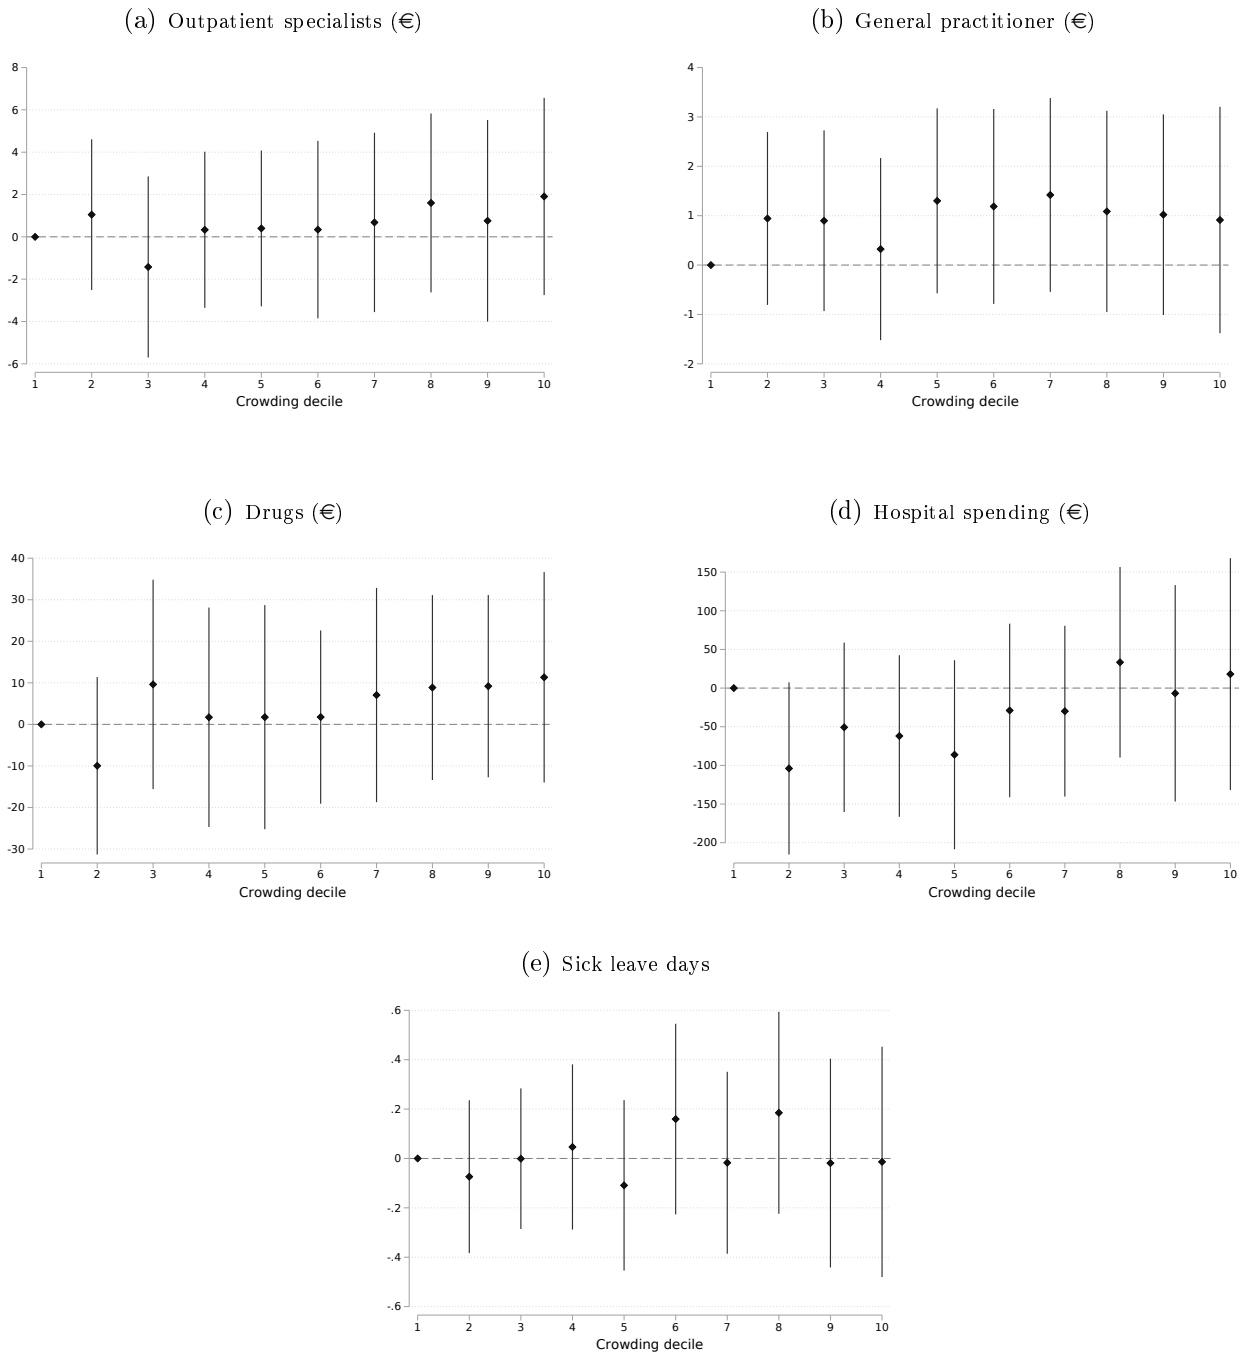 (a) Outpatient specialists (€)
8
6
4
2
0
-2
-4
-6
1 2 3 4 5 6 7 8 9 10
Crowding decile
(b) General practitioner (€)
4
3
2
1
0
-1
-2
1 2 3 4 5 6 7 8 9 10
Crowding decile
(c) Drugs (€)
40
30
20
10
0
-10
-20
-30
1 2 3 4 5 6 7 8 9 10
Crowding decile
(d) Hospital spending (€)
150
100
50
0
-50
-100
-150
-200
1 2 3 4 5 6 7 8 9 10
Crowding decile
(e) Sick leave days
.6
.4
.2
0
-.2
-.4
-.6
1 2 3 4 5 6 7 8 9 10
Crowding decile